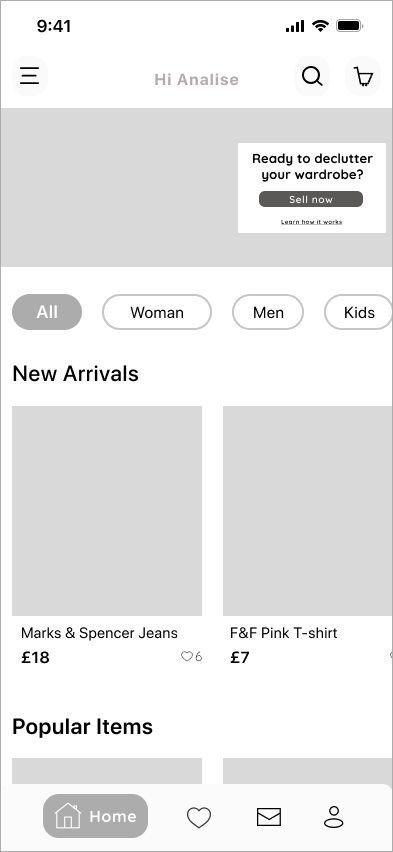 9:41
Hi Analise
Ready to declutter
your wardrobe?
Sell now
Learn how it works
All
Woman
Men
Kids
New Arrivals
Marks & Spencer Jeans
F&F Pink T-shirt
£18
6
£7
Popular Items
Home